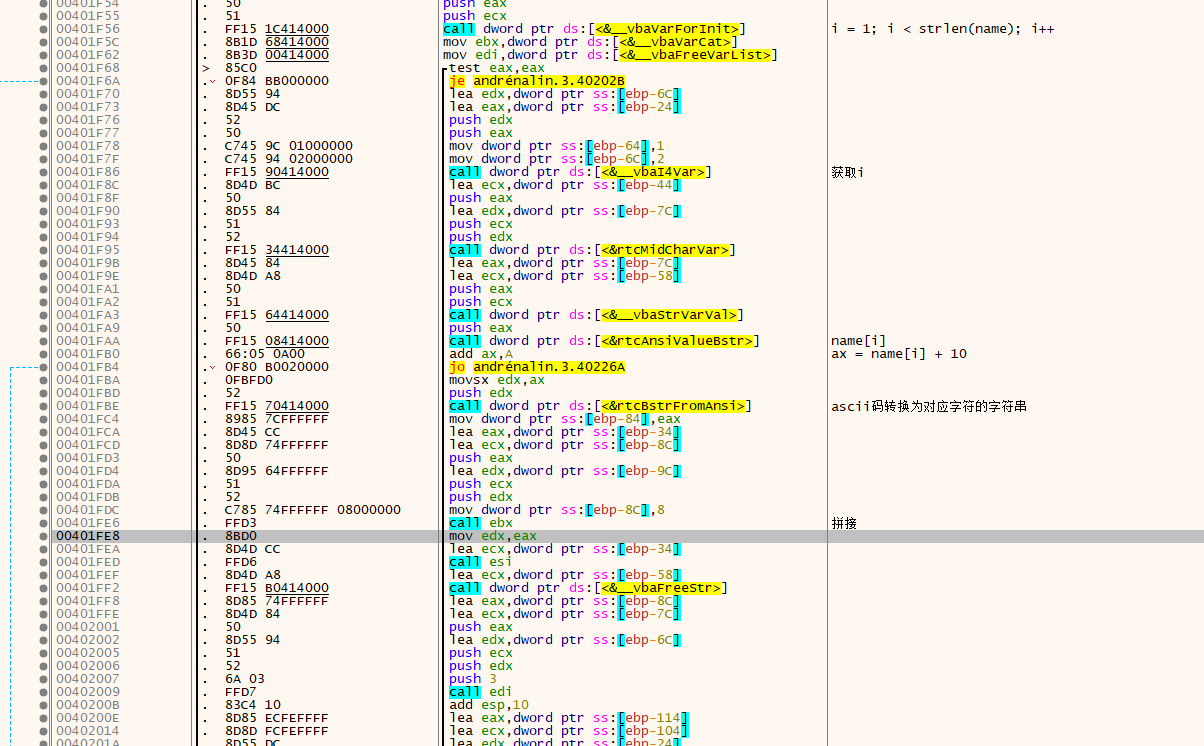 00401F54 . 50 push eax
00401F55 . 51 push ecx
00401F56 . FF15 1C414000 call dword ptr ds:[<&__vbaVarForInit>] i = 1; i < strlen(name); i++
00401F5C . 8B1D 68414000 mov ebx,dword ptr ds:[<&__vbaVarCat>]
00401F62 . 8B3D 00414000 mov edi,dword ptr ds:[<&__vbaFreeVarList>]
00401F68 > 85C0 test eax,eax
00401F6A . 0F84 BB000000 je andrénalin.3.40202B
00401F70 . 8D55 94 lea edx,dword ptr ss:[ebp-6C]
00401F73 . 8D45 DC lea eax,dword ptr ss:[ebp-24]
00401F76 . 52 push edx
00401F77 . 50 push eax
00401F78 . C745 9C 01000000 mov dword ptr ss:[ebp-64],1
00401F7F . C745 94 02000000 mov dword ptr ss:[ebp-6C],2
00401F86 . FF15 90414000 call dword ptr ds:[<&__vbaI4Var>] 获取i
00401F8C . 8D4D BC lea ecx,dword ptr ss:[ebp-44]
00401F8F . 50 push eax
00401F90 . 8D55 84 lea edx,dword ptr ss:[ebp-7C]
00401F93 . 51 push ecx
00401F94 . 52 push edx
00401F95 . FF15 34414000 call dword ptr ds:[<&rtcMidCharVar>]
00401F9B . 8D45 84 lea eax,dword ptr ss:[ebp-7C]
00401F9E . 8D4D A8 lea ecx,dword ptr ss:[ebp-58]
00401FA1 . 50 push eax
00401FA2 . 51 push ecx
00401FA3 . FF15 64414000 call dword ptr ds:[<&__vbaStrVarVal>]
00401FA9 . 50 push eax
00401FAA . FF15 08414000 call dword ptr ds:[<&rtcAnsiValueBstr>] name[i]
00401FB0 . 66:05 0A00 add ax,A ax = name[i] + 10
00401FB4 . 0F80 B0020000 jo andrénalin.3.40226A
00401FBA . 0FBFD0 movsx edx,ax
00401FBD . 52 push edx
00401FBE . FF15 70414000 call dword ptr ds:[<&rtcBstrFromAnsi>] ascii码转换为对应字符的字符串
00401FC4 . 8985 7CFFFFFF mov dword ptr ss:[ebp-84],eax
00401FCA . 8D45 CC lea eax,dword ptr ss:[ebp-34]
00401FCD . 8D8D 74FFFFFF lea ecx,dword ptr ss:[ebp-8C]
00401FD3 . 50 push eax
00401FD4 . 8D95 64FFFFFF lea edx,dword ptr ss:[ebp-9C]
00401FDA . 51 push ecx
00401FDB . 52 push edx
00401FDC . C785 74FFFFFF 08000000 mov dword ptr ss:[ebp-8C],8
00401FE6 . FFD3 call ebx 拼接
00401FE8 . 8BD0 mov edx,eax
00401FEA . 8D4D CC lea ecx,dword ptr ss:[ebp-34]
00401FED . FFD6 call esi
00401FEF . 8D4D A8 lea ecx,dword ptr ss:[ebp-58]
00401FF2 . FF15 B0414000 call dword ptr ds:[<&__vbaFreeStr>]
00401FF8 . 8D85 74FFFFFF lea eax,dword ptr ss:[ebp-8C]
00401FFE . 8D4D 84 lea ecx,dword ptr ss:[ebp-7C]
00402001 . 50 push eax
00402002 . 8D55 94 lea edx,dword ptr ss:[ebp-6C]
00402005 . 51 push ecx
00402006 . 52 push edx
00402007 . 6A 03 push 3
00402009 . FFD7 call edi
0040200B . 83C4 10 add esp,10
0040200E . 8D85 ECFEFFFF lea eax,dword ptr ss:[ebp-114]
00402014 . 8D8D FCFEFFFF lea ecx,dword ptr ss:[ebp-104]
0040201A . 8D55 DC lea edx,dword ptr ss:[ebp-24]